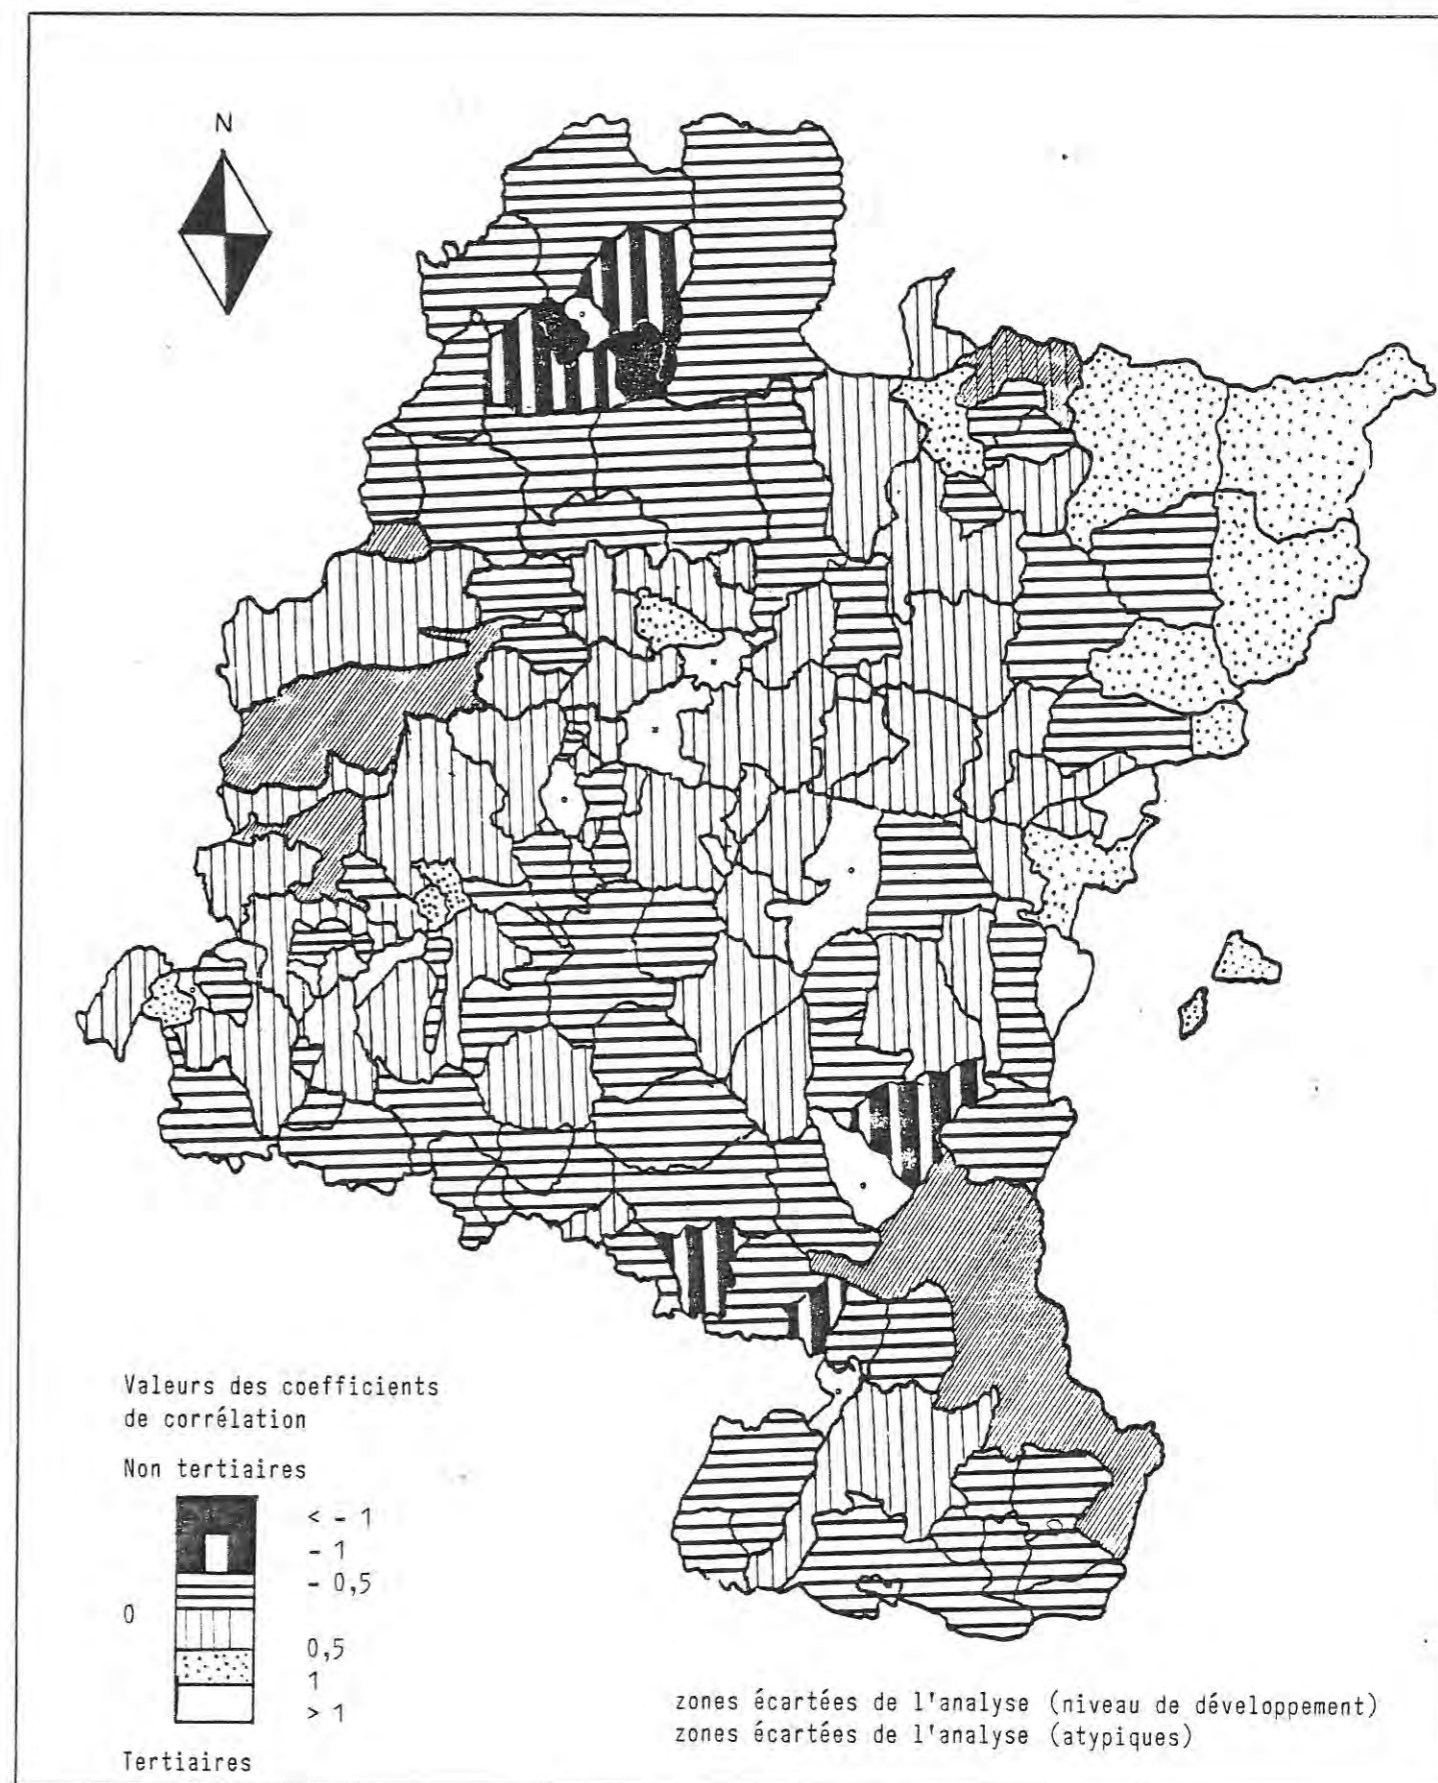 N
Valeurs des coefficients
de corrélation
Non tertiaires
< - 1
- 1
- 0,5
0
0,5
1
> 1
Tertiaires
zones écartées de l'analyse (niveau de développement)
zones écartées de l'analyse (atypiques)